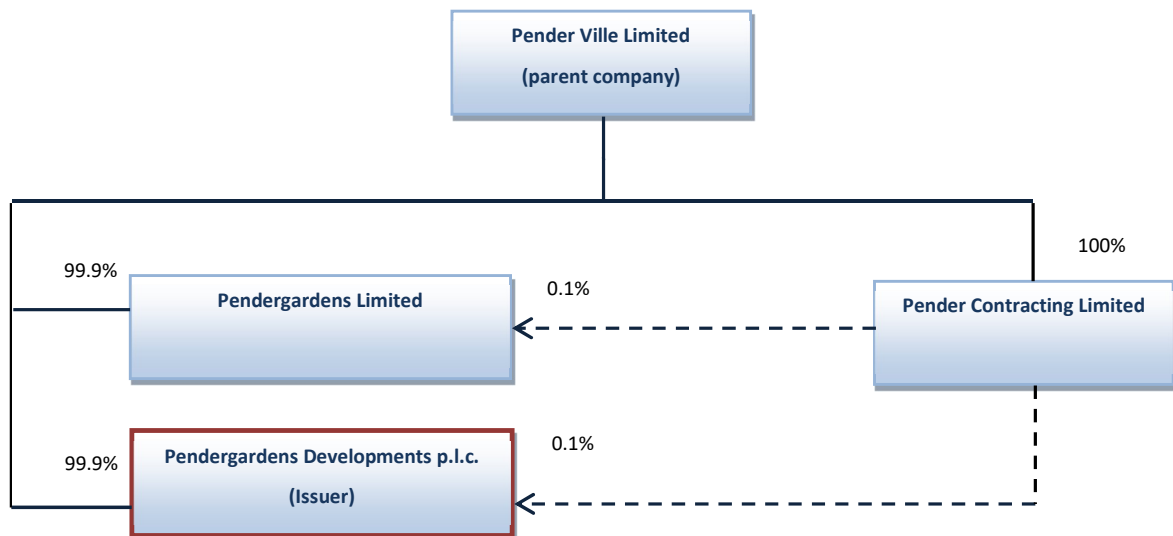 Pender Ville Limited
(parent company)
100%
99.9%
Pendergardens Limited
0.1%
Pender Contracting Limited
99.9%
Pendergardens Developments p.l.c.
(Issuer)
0.1%